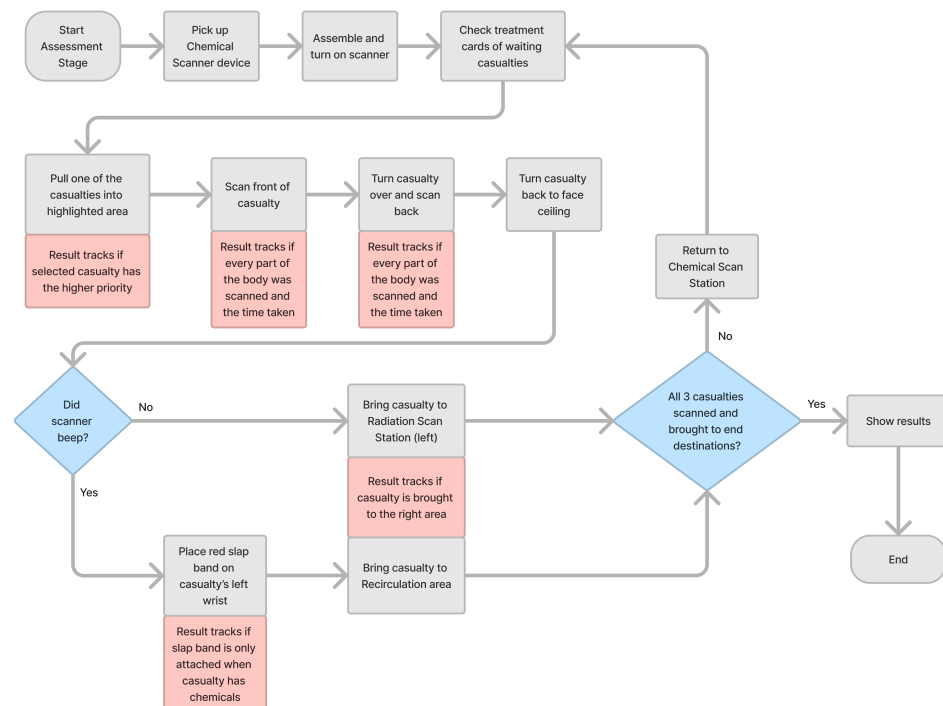 Start
Assessment
Stage
Pick up
Chemical
Scanner device
Assemble and
turn on scanner
Check treatment
cards of waiting
casualties
Pull one of the
casualties into
highlighted area
Result tracks if
selected casualty has
the higher priority
Scan front of
casualty
Result tracks if
every part of
the body was
scanned and
the time taken
Turn casualty
over and scan
back
Result tracks if
every part of
the body was
scanned and
the time taken
Turn casualty
back to face
ceiling
Return to
Chemical Scan
Station
No
Did
scanner
beep?
No
Yes
Bring casualty to
Radiation Scan
Station (left)
Result tracks if
casualty is brought
to the right area
Bring casualty to
Recirculation area
All 3 casualties
scanned and
brought to end
destinations?
Yes
Show results
End
Place red slap
band on
casualty's left
wrist
Result tracks if
slap band is only
attached when
casualty has
chemicals